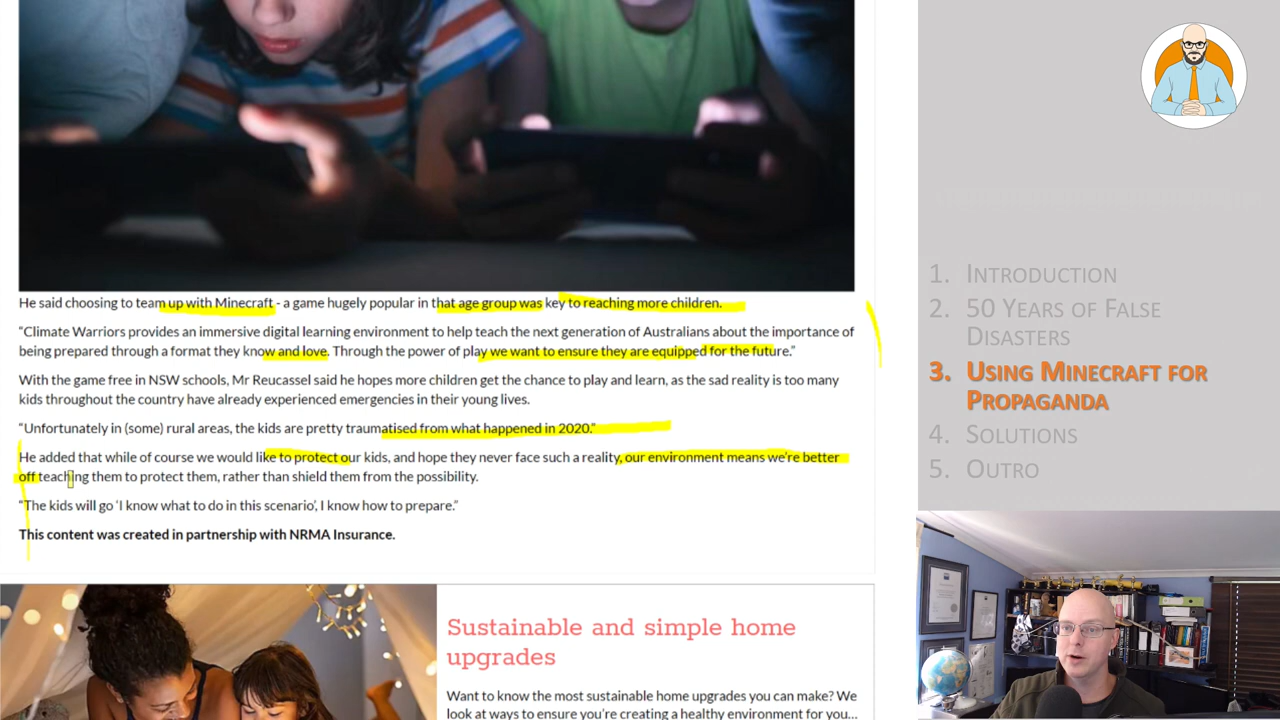 He said choosing to team up with Minecraft - a game hugely popular in that age group was key to reaching more children.
“Climate Warriors provides an immersive digital learning environment to help teach the next generation of Australians about the importance of
being prepared through a format they know and love. Through the power of play we want to ensure they are equipped for the future.”
With the game free in NSW schools, Mr Reucassel said he hopes more children get the chance to play and learn, as the sad reality is too many
kids throughout the country have already experienced emergencies in their young lives.
“Unfortunately in (some) rural areas, the kids are pretty traumatised from what happened in 2020.”
He added that while of course we would like to protect our kids, and hope they never face such a reality, our environment means we’re better
off teaching them to protect them, rather than shield them from the possibility.
“The kids will go ‘I know what to do in this scenario’, I know how to prepare.”
This content was created in partnership with NRMA Insurance.
Sustainable and simple home
upgrades
Want to know the most sustainable home upgrades you can make? We
look at ways to ensure you’re creating a healthy environment for you...
1. Introduction
2. 50 Years of False
Disasters
3. Using Minecraft for
Propaganda
4. Solutions
5. Outro